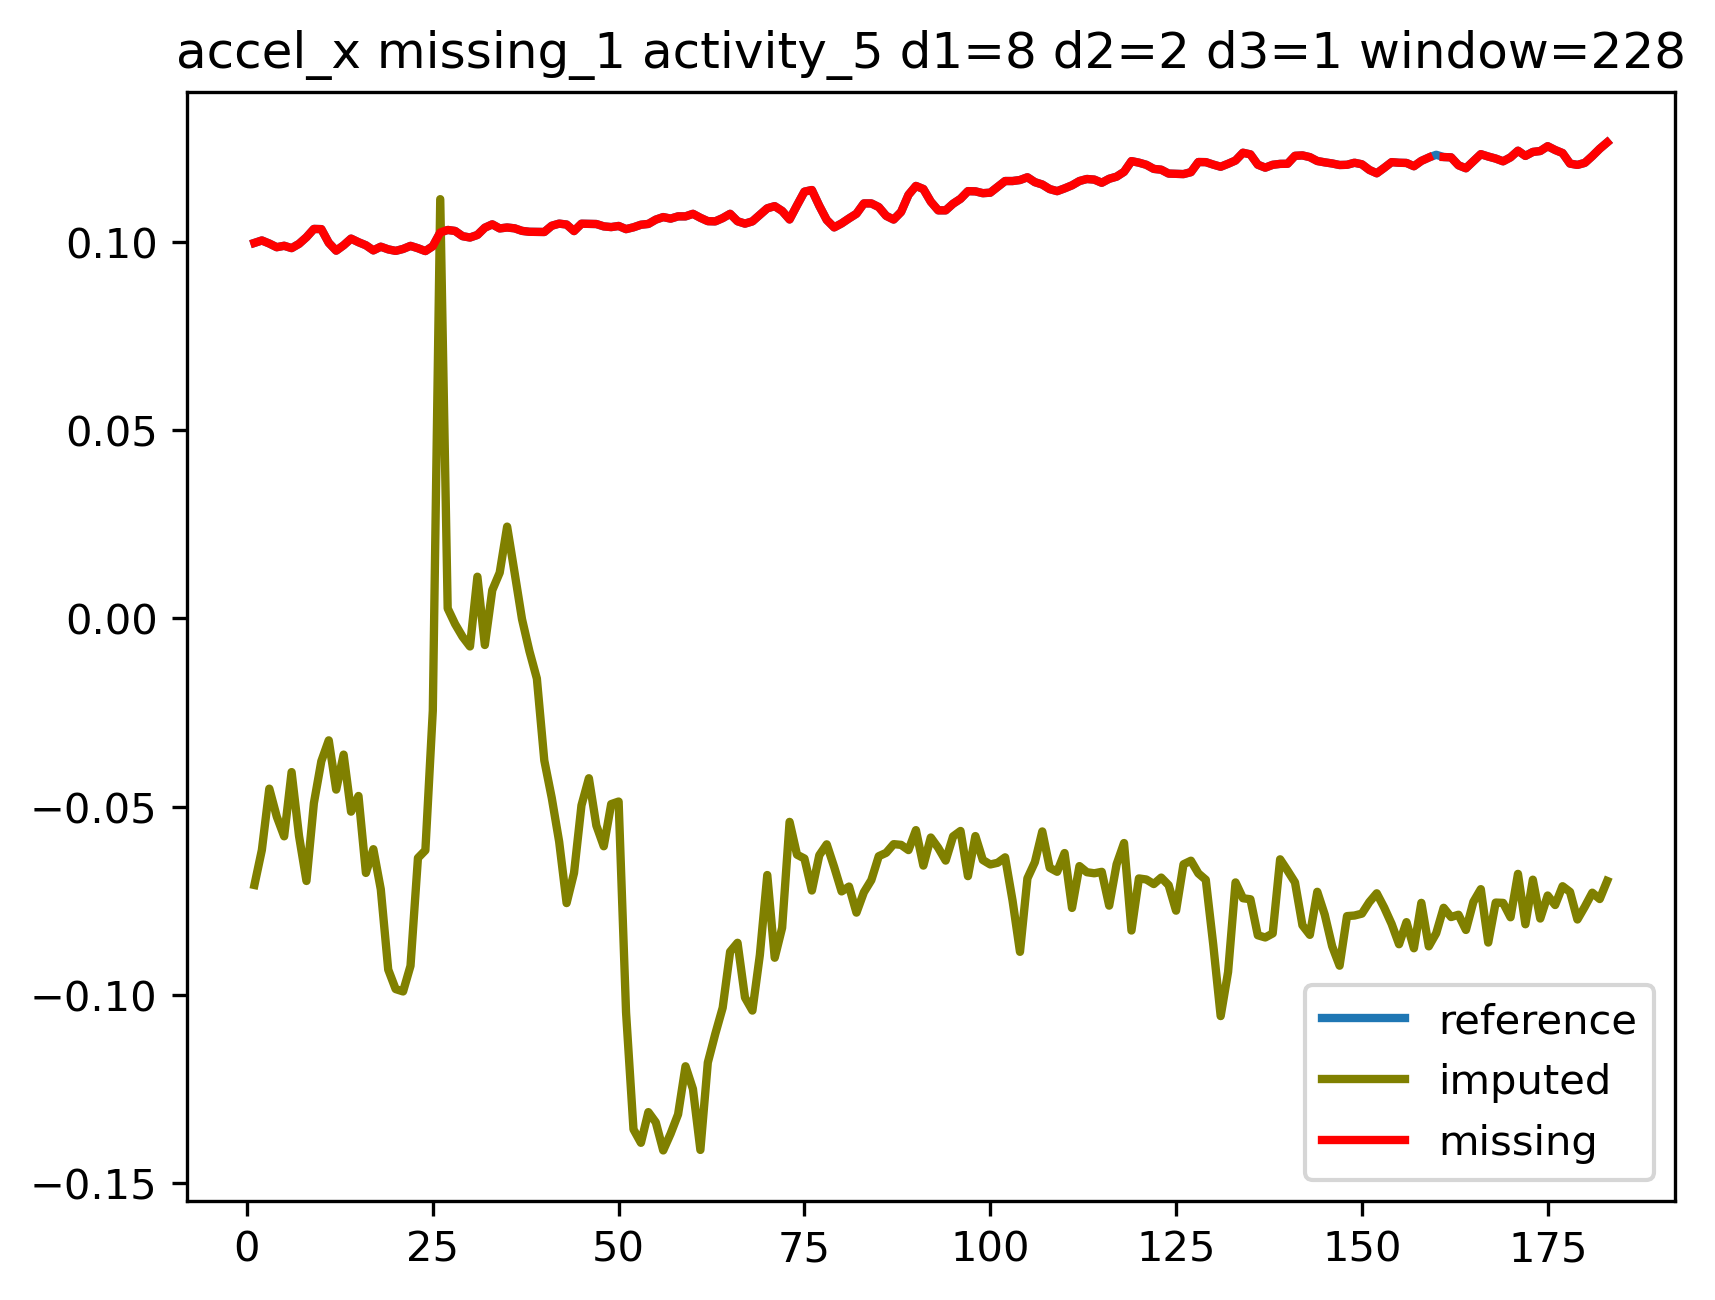 accel_x missing_1 activity_5 d1=8 d2=2 d3=1 window=228
0.10
0.05
0.00
−0.05
−0.10
−0.15
0 25 50 75 100 125 150 175
reference
imputed
missing